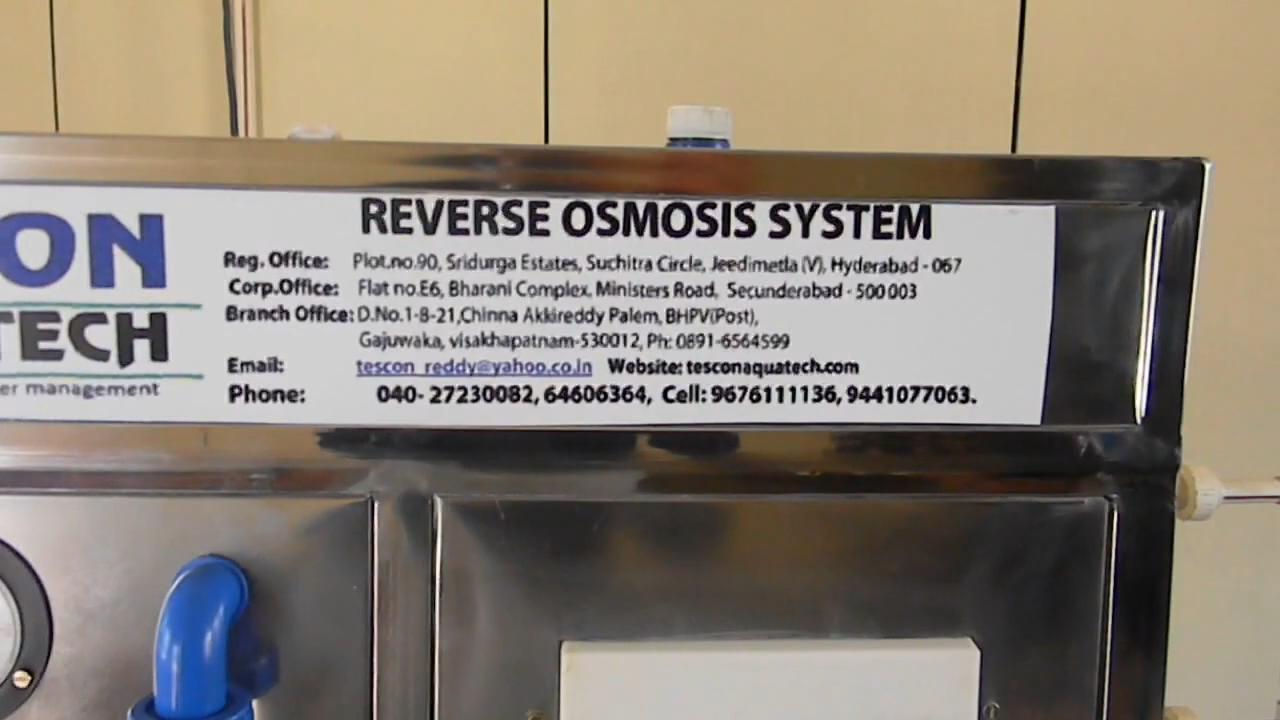 REVERSE OSMOSIS SYSTEM
Reg. Office: Plot.no.90, Sridurga Estates, Suchitra Circle, Jeedimetla (V), Hyderabad - 067
Corp.Office: Flat no.E6, Bharani Complex, Ministers Road, Secunderabad - 500 003
Branch Office: D.No.1-8-21,Chinna Akkireddy Palem, BHPV(Post),
Gajuwaka, visakhapatnam-530012, Ph: 0891-6564599
Email: tescon_reddy@yahoo.co.in Website: tesconaquatech.com
Phone: 040- 27230082, 64606364, Cell: 9676111136, 9441077063.
ON
TECH
er management